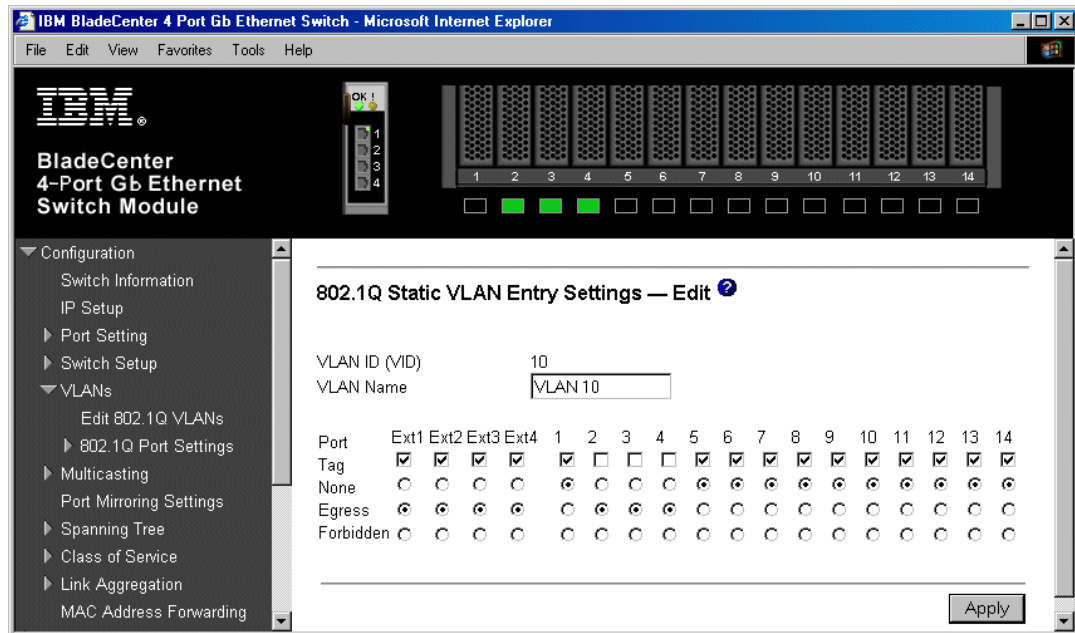 IBM BladeCenter 4 Port Gb Ethernet Switch - Microsoft Internet Explorer
File Edit View Favorites Tools Help
IBM®
BladeCenter
4-Port Gb Ethernet
Switch Module
OK !
1
2
3
4
1 2 3 4 5 6 7 8 9 10 11 12 13 14
Configuration
Switch Information
IP Setup
Port Setting
Switch Setup
VLANs
Edit 802.1Q VLANs
802.1Q Port Settings
Multicasting
Port Mirroring Settings
Spanning Tree
Class of Service
Link Aggregation
MAC Address Forwarding
802.1Q Static VLAN Entry Settings — Edit ?
VLAN ID (VID) 10
VLAN Name VLAN 10
Port Ext1 Ext2 Ext3 Ext4 1 2 3 4 5 6 7 8 9 10 11 12 13 14
Tag
None
Egress
Forbidden
Apply